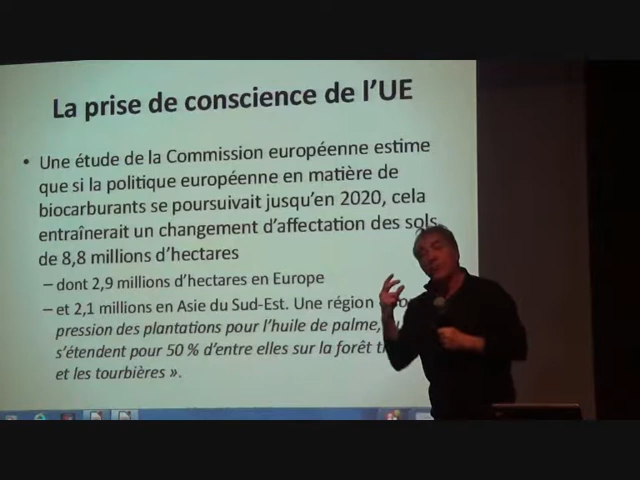 La prise de conscience de l'UE
• Une étude de la Commission européenne estime
que si la politique européenne en matière de
biocarburants se poursuivait jusqu'en 2020, cela
entraînerait un changement d'affectation des sols
de 8,8 millions d'hectares
– dont 2,9 millions d'hectares en Europe
– et 2,1 millions en Asie du Sud-Est. Une région
pression des plantations pour l'huile de palme,
s'étendent pour 50 % d'entre elles sur la forêt
et les tourbières ».